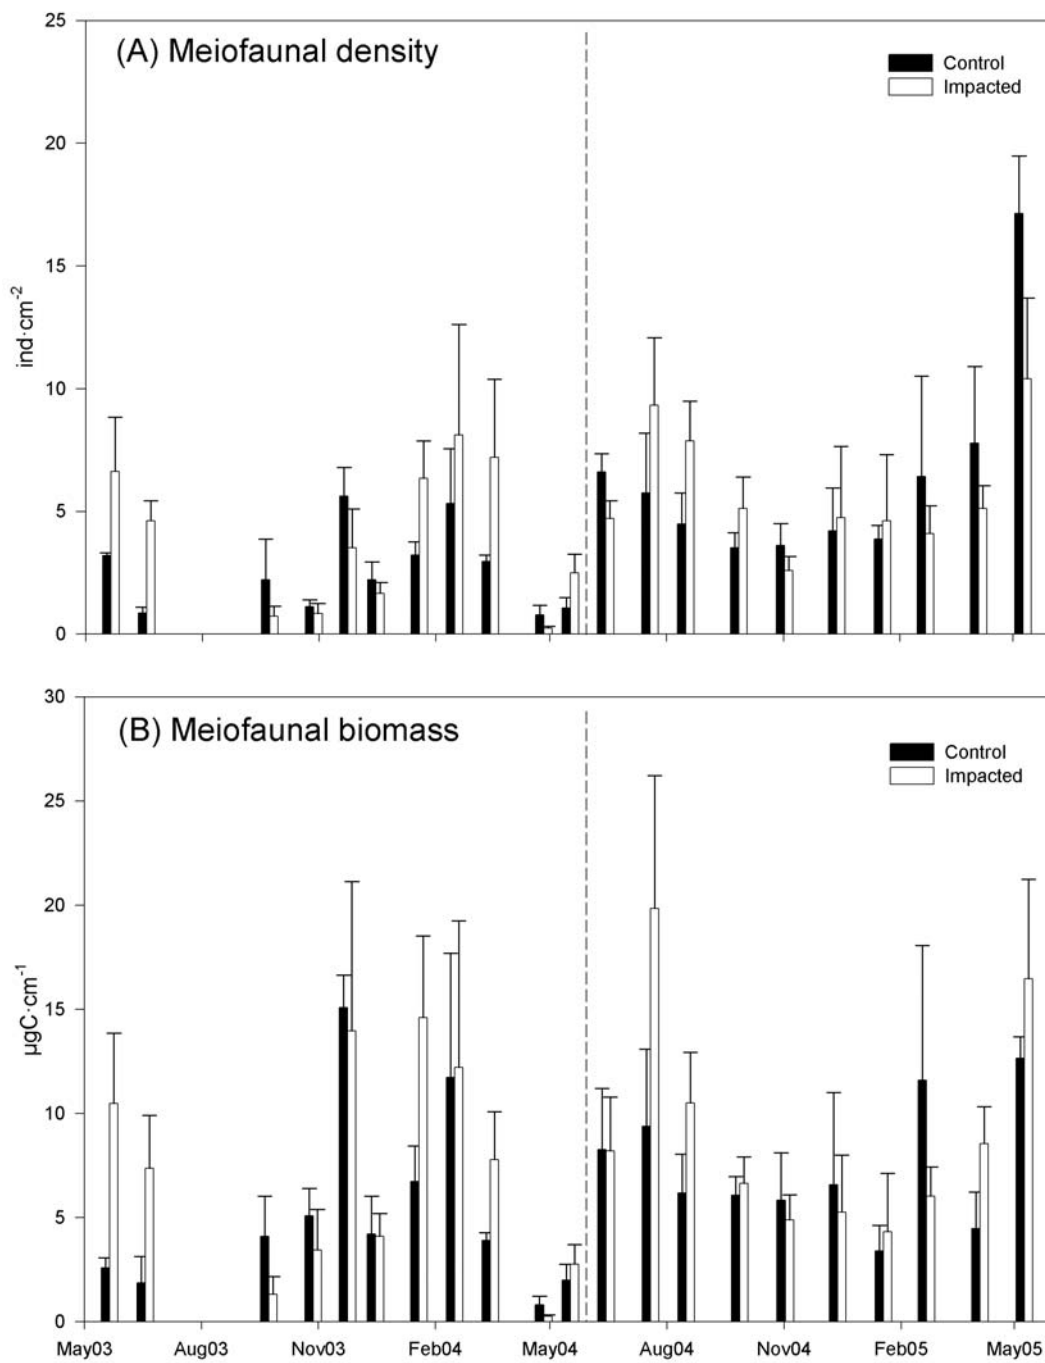 (A) Meiofaunal density
Control
Impacted
25
20
15
10
5
0
ind·cm-2
(B) Meiofaunal biomass
Control
Impacted
30
25
20
15
10
5
0
µgC·cm-1
May03 Aug03 Nov03 Feb04 May04 Aug04 Nov04 Feb05 May05